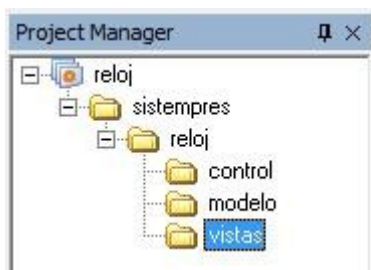 Project Manager
reloj
sistempres
reloj
control
modelo
vistas